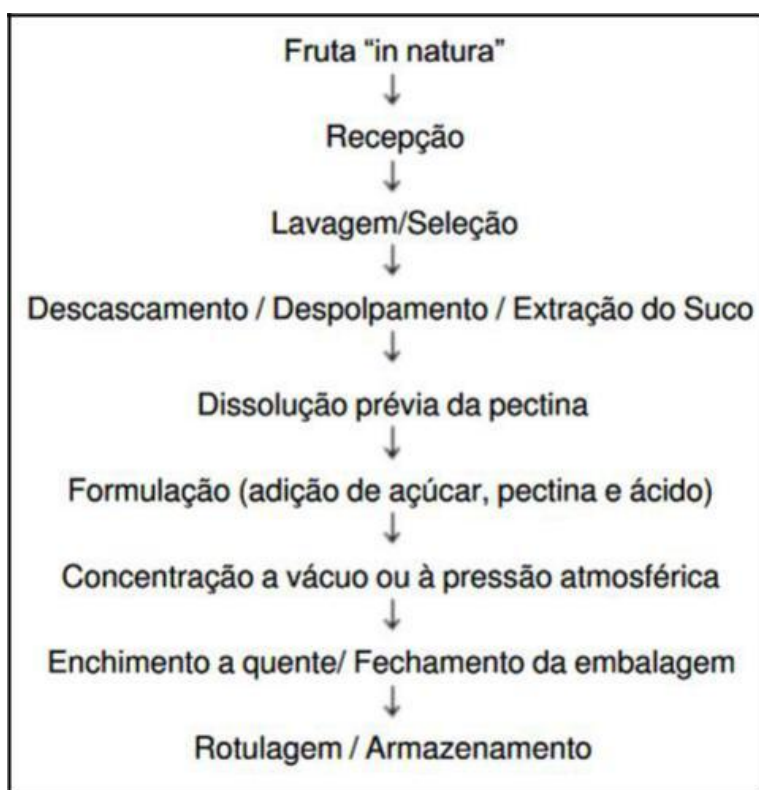 Fruta “in natura”
↓
Recepção
↓
Lavagem/Seleção
↓
Descascamento / Despolpamento / Extração do Suco
↓
Dissolução prévia da pectina
↓
Formulação (adição de açúcar, pectina e ácido)
↓
Concentração a vácuo ou à pressão atmosférica
↓
Enchimento a quente/ Fechamento da embalagem
↓
Rotulagem / Armazenamento